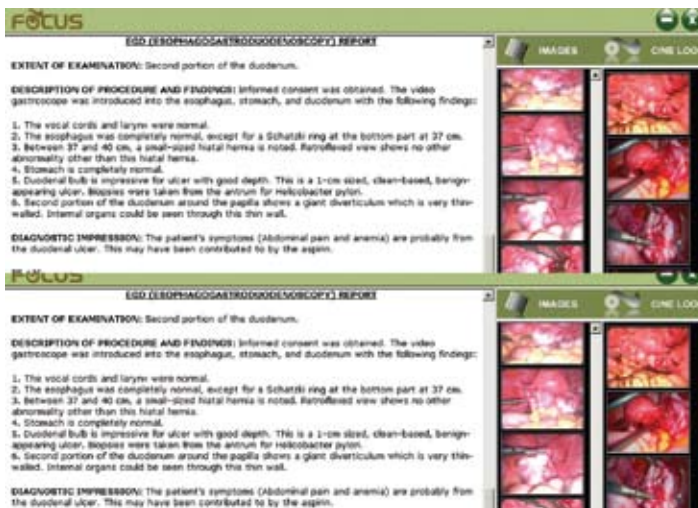 FOCUS
EGD (ESOPHAGOGASTRODUODENOSCOPY) REPORT
IMAGES
CINE LOO
EXTENT OF EXAMINATION: Second portion of the duodenum.
DESCRIPTION OF PROCEDURE AND FINDINGS: Informed consent was obtained. The video
gastroscope was introduced into the esophagus, stomach, and duodenum with the following findings:
1. The vocal cords and larynx were normal.
2. The esophagus was completely normal, except for a Schatzki ring at the bottom part at 37 cm.
3. Between 37 and 40 cm, a small-sized hiatal hernia is noted. Retroflexed view shows no other
abnormality other than this hiatal hernia.
4. Stomach is completely normal.
5. Duodenal bulb is impressive for ulcer with good depth. This is a 1-cm sized, clean-based, benign-
appearing ulcer. Biopsies were taken from the antrum for Helicobacter pylori.
6. Second portion of the duodenum around the papilla shows a giant diverticulum which is very thin-
walled. Internal organs could be seen through this thin wall.
DIAGNOSTIC IMPRESSION: The patient's symptoms (Abdominal pain and anemia) are probably from
the duodenal ulcer. This may have been contributed to by the aspirin.
FOCUS
EGD (ESOPHAGOGASTRODUODENOSCOPY) REPORT
IMAGES
CINE LOO
EXTENT OF EXAMINATION: Second portion of the duodenum.
DESCRIPTION OF PROCEDURE AND FINDINGS: Informed consent was obtained. The video
gastroscope was introduced into the esophagus, stomach, and duodenum with the following findings:
1. The vocal cords and larynx were normal.
2. The esophagus was completely normal, except for a Schatzki ring at the bottom part at 37 cm.
3. Between 37 and 40 cm, a small-sized hiatal hernia is noted. Retroflexed view shows no other
abnormality other than this hiatal hernia.
4. Stomach is completely normal.
5. Duodenal bulb is impressive for ulcer with good depth. This is a 1-cm sized, clean-based, benign-
appearing ulcer. Biopsies were taken from the antrum for Helicobacter pylori.
6. Second portion of the duodenum around the papilla shows a giant diverticulum which is very thin-
walled. Internal organs could be seen through this thin wall.
DIAGNOSTIC IMPRESSION: The patient's symptoms (Abdominal pain and anemia) are probably from
the duodenal ulcer. This may have been contributed to by the aspirin.